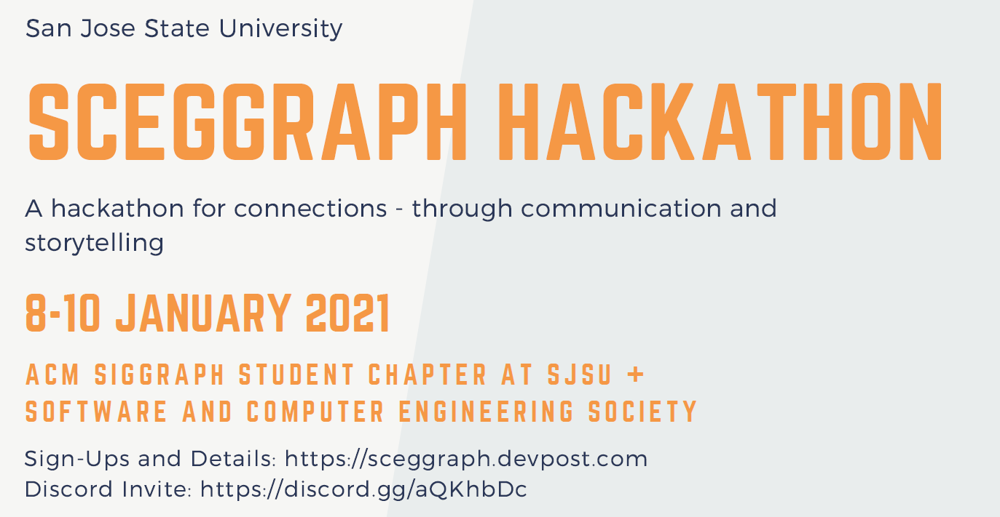 San Jose State University
SCEGGRAPH HACKATHON
A hackathon for connections - through communication and
storytelling
8-10 JANUARY 2021
ACM SIGGRAPH STUDENT CHAPTER AT SJSU +
SOFTWARE AND COMPUTER ENGINEERING SOCIETY
Sign-Ups and Details: https://sceggraph.devpost.com
Discord Invite: https://discord.gg/aQKhbDc